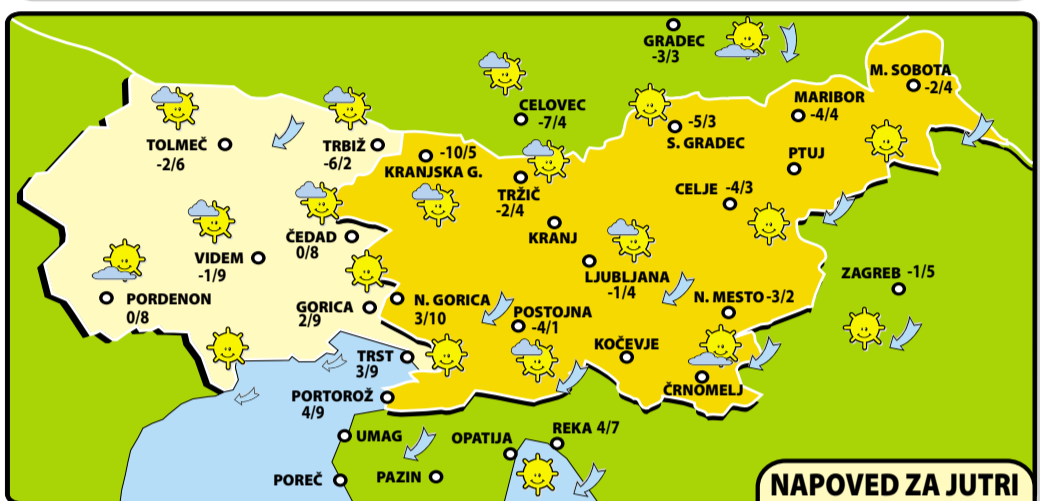 GRADEC
-3/3
M. SOBOTA
-2/4
CELOVEC
-7/4
MARIBOR
-4/4
TOLMEČ
-2/6
TRBIŽ
-6/2
-10/5
KRANJSKA G.
-5/3
S. GRADEC
PTUJ
TRŽIČ
-2/4
CELJE -4/3
KRANJ
ČEDAD
0/8
VIDEM
-1/9
LJUBLJANA
-1/4
ZAGREB -1/5
PORDENON
0/8
GORICA
2/9
N. GORICA
3/10
POSTOJNA
-4/1
N. MESTO -3/2
KOČEVJE
TRST
3/9
ČRNOMELJ
PORTOROŽ
4/9
UMAG
OPATIJA
REKA 4/7
POREČ
PAZIN
NAPOVED ZA JUTRI